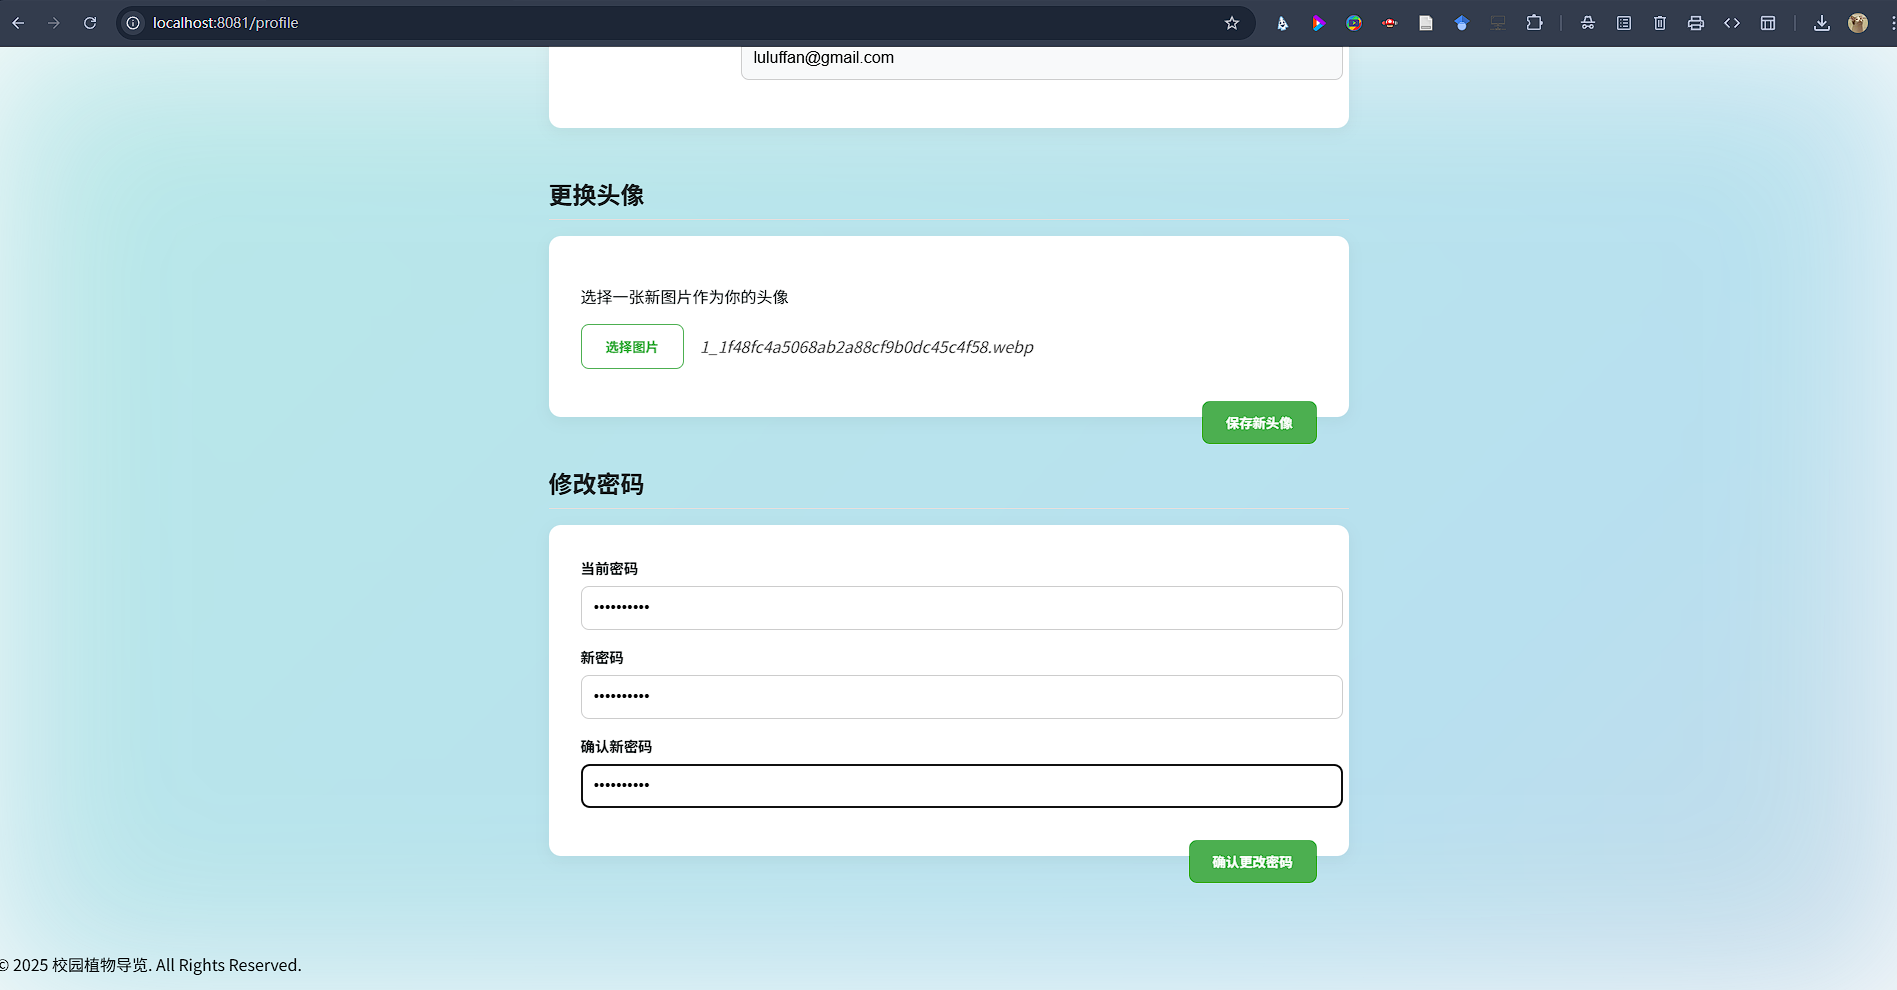 localhost:8081/profile
luluffan@gmail.com
更换头像
选择一张新图片作为你的头像
选择图片 1_1f48fc4a5068ab2a88cf9b0dc45c4f58.webp
保存新头像
修改密码
当前密码
••••••••••
新密码
••••••••••
确认新密码
••••••••••
确认更改密码
© 2025 校园植物导览. All Rights Reserved.